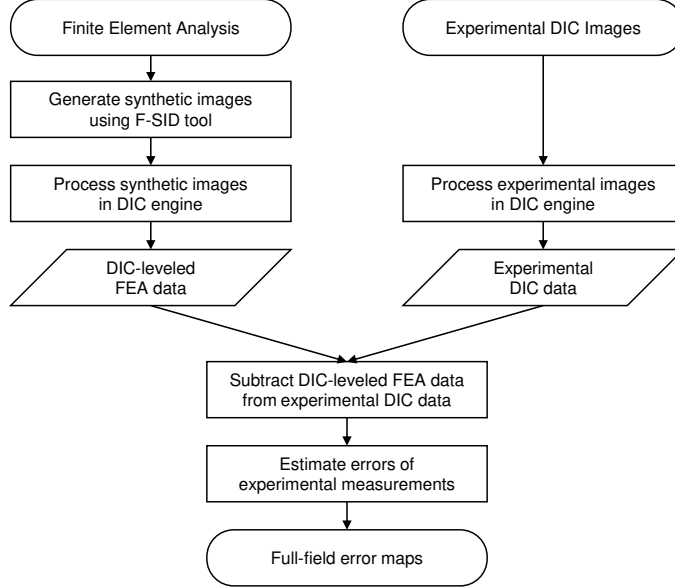 Finite Element Analysis
Experimental DIC Images
Generate synthetic images
using F-SID tool
Process synthetic images
in DIC engine
Process experimental images
in DIC engine
DIC-leveled
FEA data
Experimental
DIC data
Subtract DIC-leveled FEA data
from experimental DIC data
Estimate errors of
experimental measurements
Full-field error maps